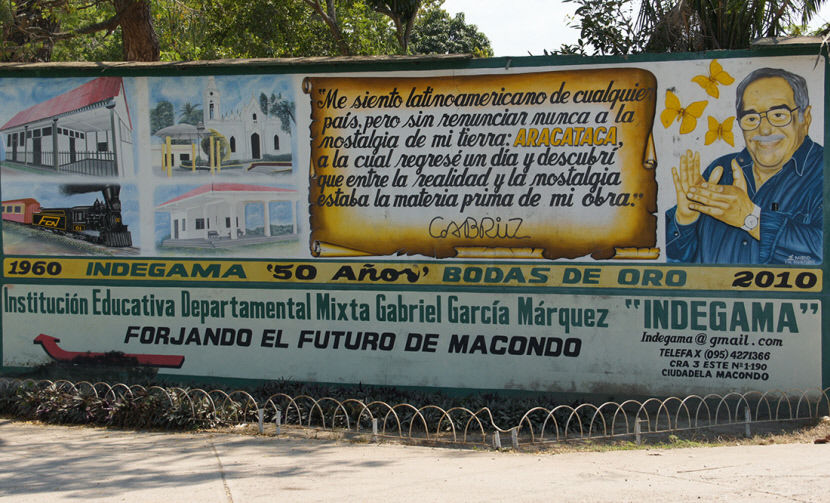 "Me siento latinoamericano de cualquier
país, pero sin renunciar nunca a la
nostalgia de mi tierra: ARACATACA,
a la cual regresé un día y descubrí
que entre la realidad y la nostalgia
estaba la materia prima de mi obra."
FCN
1960 INDEGAMA '50 AÑOS' BODAS DE ORO 2010
Institución Educativa Departamental Mixta Gabriel García Márquez "INDEGAMA"
FORJANDO EL FUTURO DE MACONDO
Indegama@gmail.com
TELEFAX (095) 4271366
CRA 3 ESTE Nº 1-190
CIUDADELA MACONDO